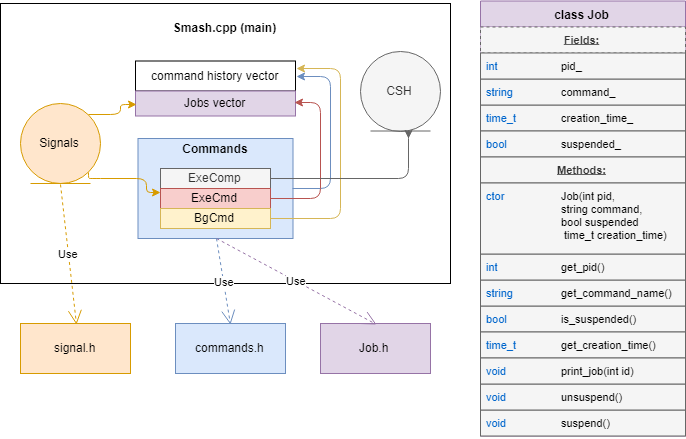 Smash.cpp (main)
command history vector
Jobs vector
CSH
Signals
Commands
ExeComp
ExeCmd
BgCmd
Use
Use
Use
signal.h
commands.h
Job.h
class Job
Fields:
int pid_
string command_
time_t creation_time_
bool suspended_
Methods:
ctor Job(int pid,
string command,
bool suspended
time_t creation_time)
int get_pid()
string get_command_name()
bool is_suspended()
time_t get_creation_time()
void print_job(int id)
void unsuspend()
void suspend()